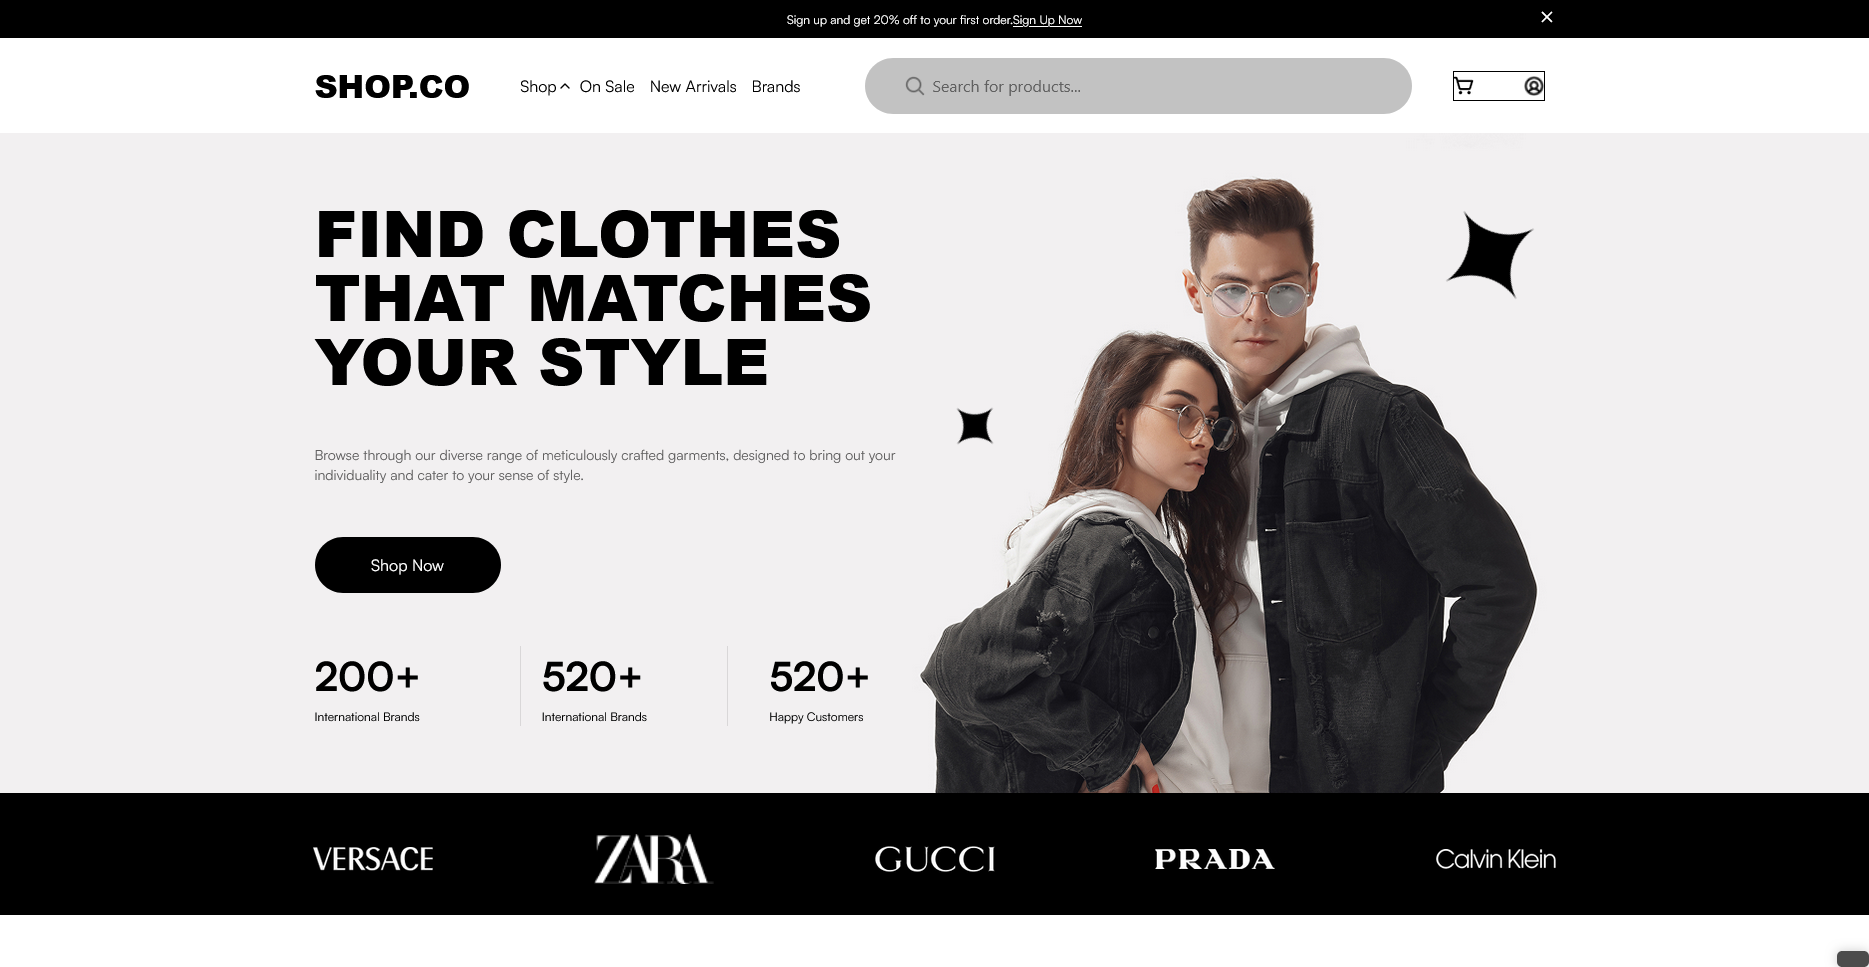 Sign up and get 20% off to your first order.Sign Up Now
SHOP.CO
Shop On Sale New Arrivals Brands
Search for products...
FIND CLOTHES
THAT MATCHES
YOUR STYLE
Browse through our diverse range of meticulously crafted garments, designed to bring out your
individuality and cater to your sense of style.
Shop Now
200+
International Brands
520+
International Brands
520+
Happy Customers
VERSACE
ZARA
GUCCI
PRADA
Calvin Klein